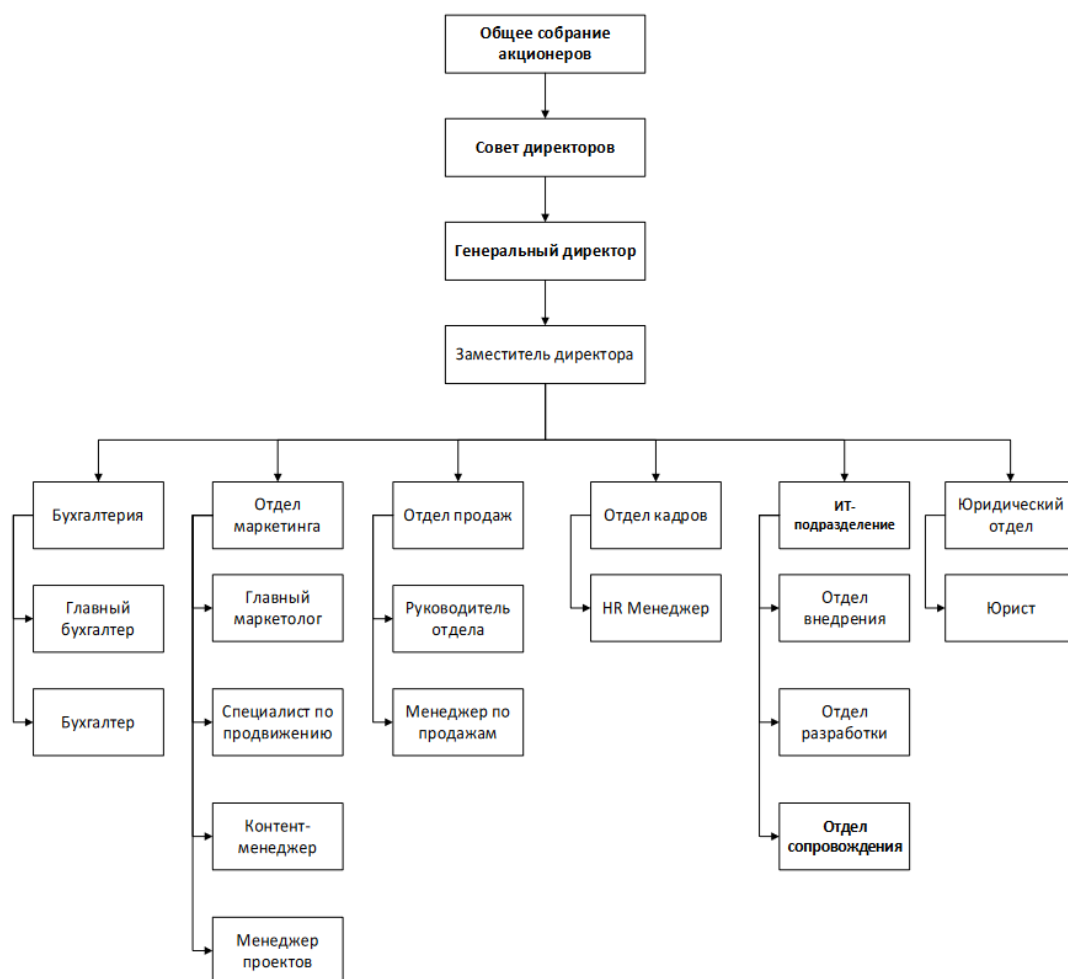 Общее собрание
акционеров
Совет директоров
Генеральный директор
Заместитель директора
Бухгалтерия
Отдел
маркетинга
Отдел продаж
Отдел кадров
ИТ-
подразделение
Юридический
отдел
Главный
бухгалтер
Главный
маркетолог
Руководитель
отдела
HR Менеджер
Отдел
внедрения
Юрист
Бухгалтер
Специалист по
продвижению
Менеджер по
продажам
Отдел
разработки
Контент-
менеджер
Отдел
сопровождения
Менеджер
проектов